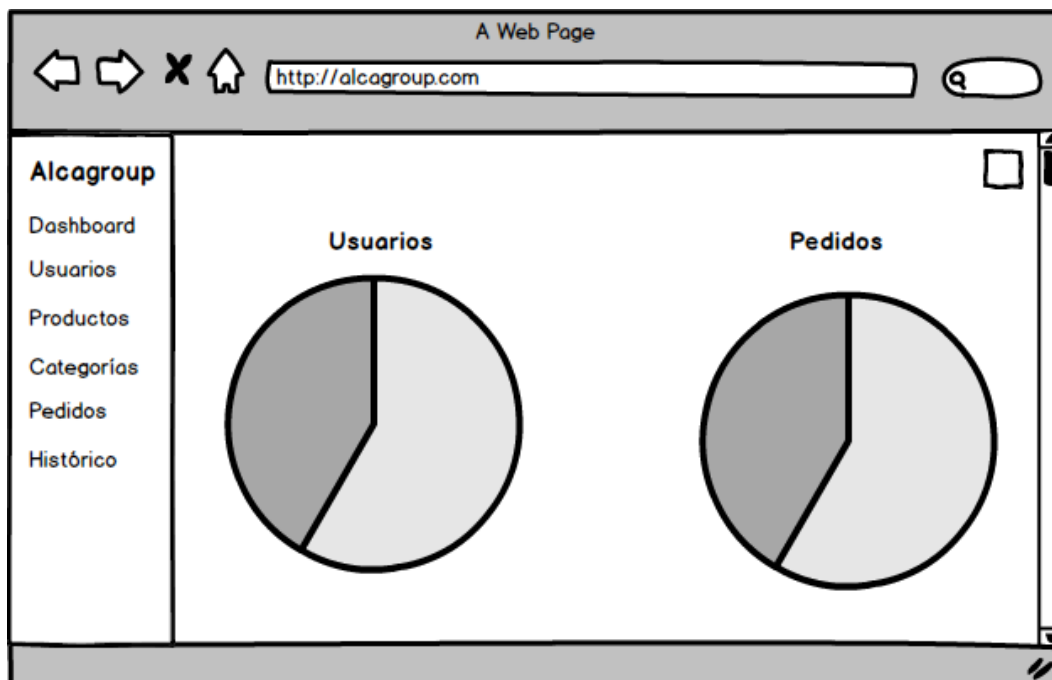 A Web Page
http://alcagroup.com
Alcagroup
Dashboard
Usuarios
Productos
Categorías
Pedidos
Histórico
Usuarios
Pedidos